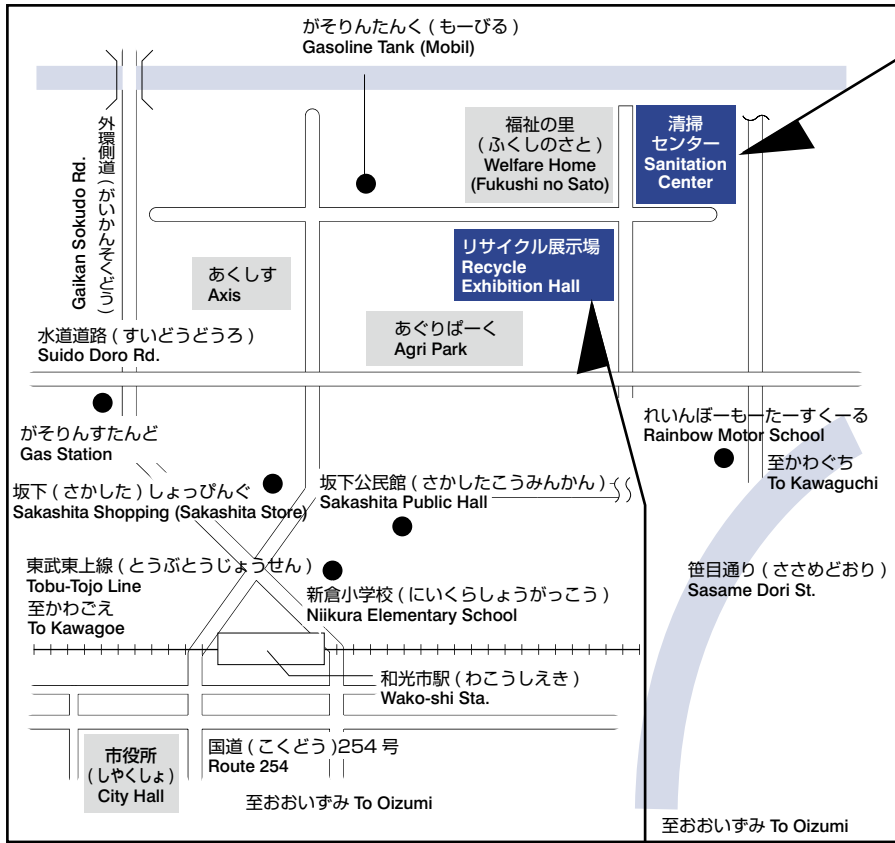 がそりんたんく ( もーびる )
Gasoline Tank (Mobil)
外環側道 ( がいかんそくどう )
Gaikan Sokudo Rd.
福祉の里
( ふくしのさと )
Welfare Home
(Fukushi no Sato)
清掃
センター
Sanitation
Center
リサイクル展示場
Recycle
Exhibition Hall
あくしす
Axis
あぐりぱーく
Agri Park
水道道路 ( すいどうどうろ )
Suido Doro Rd.
がそりんすたんど
Gas Station
れいんぼーもーたーすくーる
Rainbow Motor School
至かわぐち
To Kawaguchi
坂下 ( さかした ) しょっぴんぐ
Sakashita Shopping (Sakashita Store)
坂下公民館 ( さかしたこうみんかん )
Sakashita Public Hall
東武東上線 ( とうぶとうじょうせん )
Tobu-Tojo Line
至かわごえ
To Kawagoe
新倉小学校 ( にいくらしょうがっこう )
Niikura Elementary School
笹目通り ( ささめどおり )
Sasame Dori St.
和光市駅 ( わこうしえき )
Wako-shi Sta.
市役所
( しやくしょ )
City Hall
国道 ( こくどう )254 号
Route 254
至おおいずみ To Oizumi
至おおいずみ To Oizumi